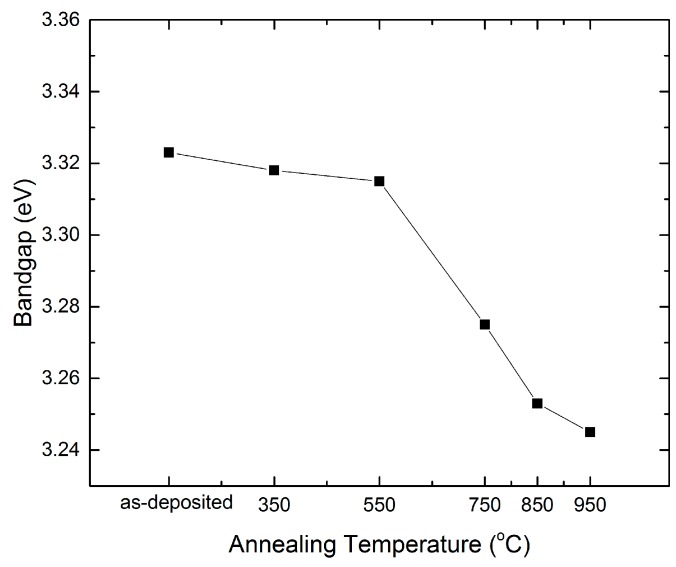 3.36
3.34
3.32
3.30
3.28
3.26
3.24
Bandgap (eV)
as-deposited 350 550 750 850 950
Annealing Temperature (°C)